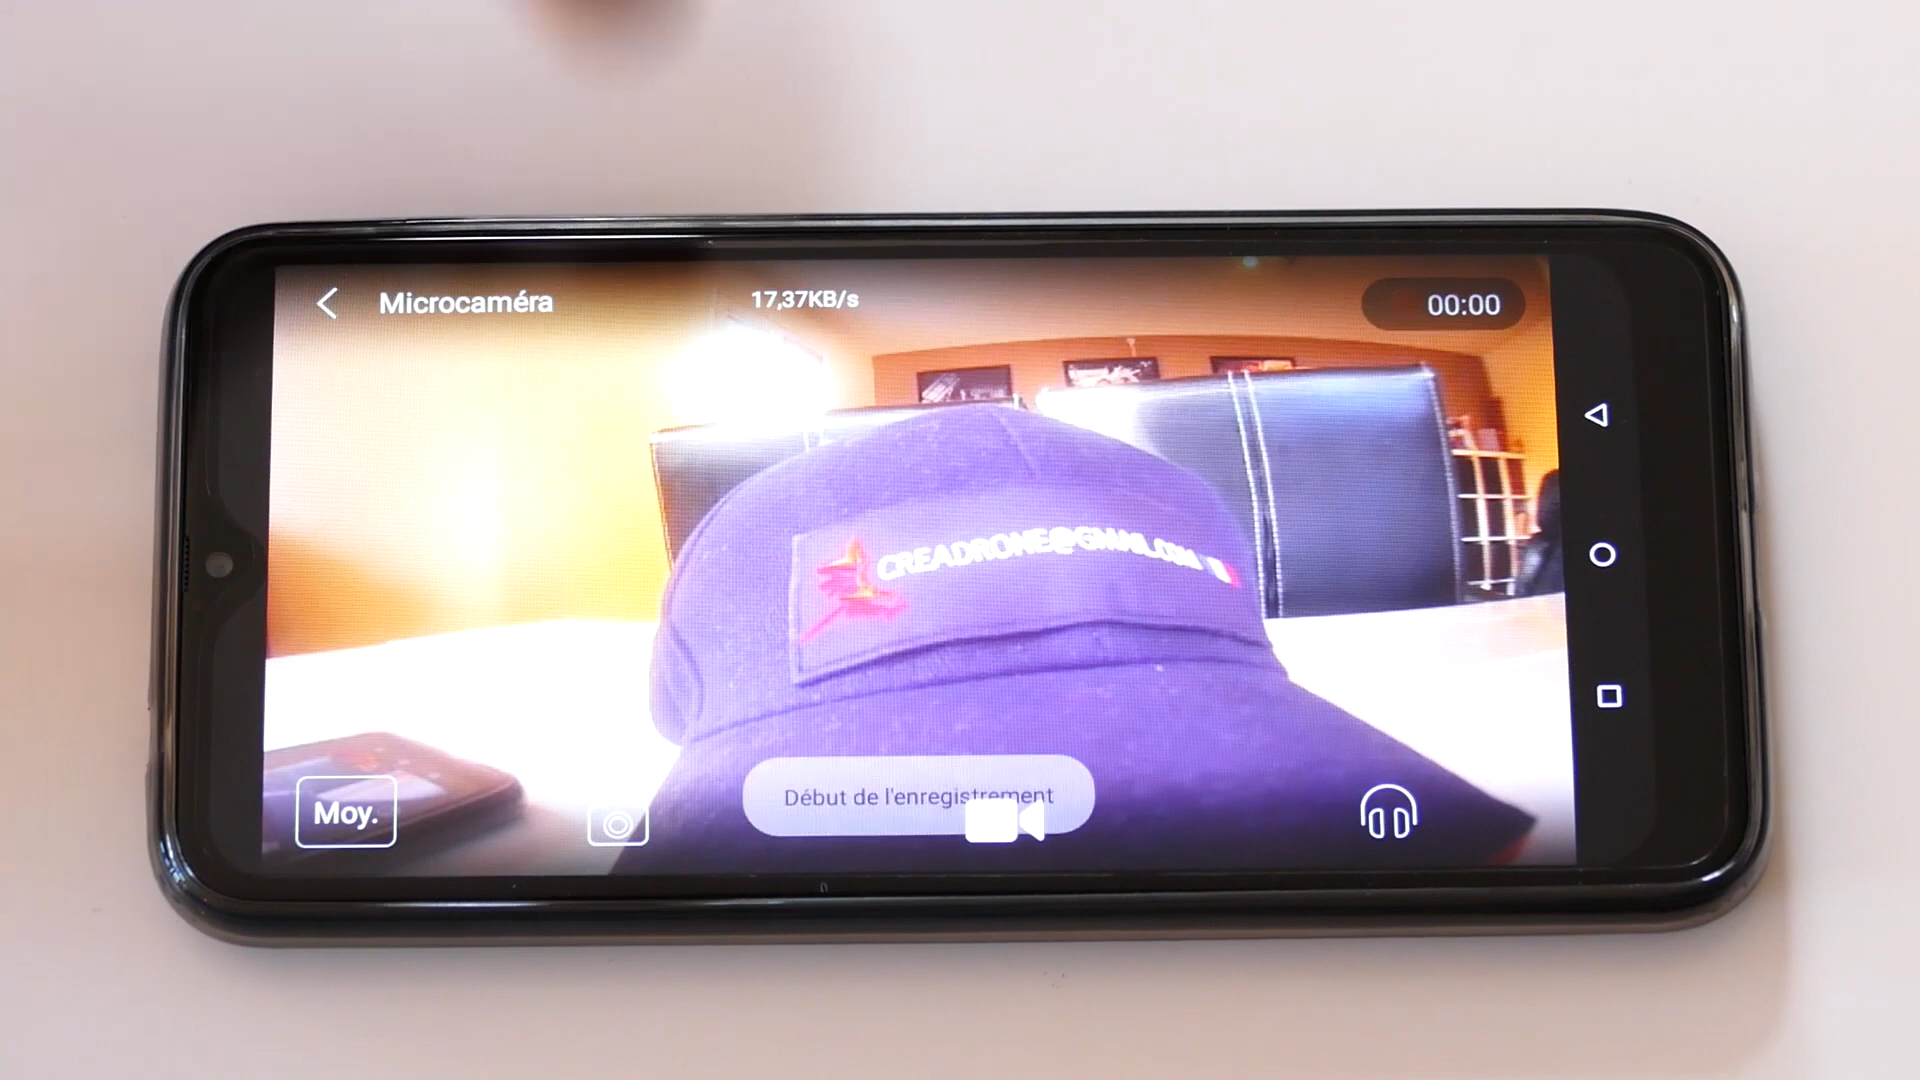 Microcaméra
17,37KB/s
00:00
CREADRONE@GMAIL.COM
Moy.
Début de l'enregistrement